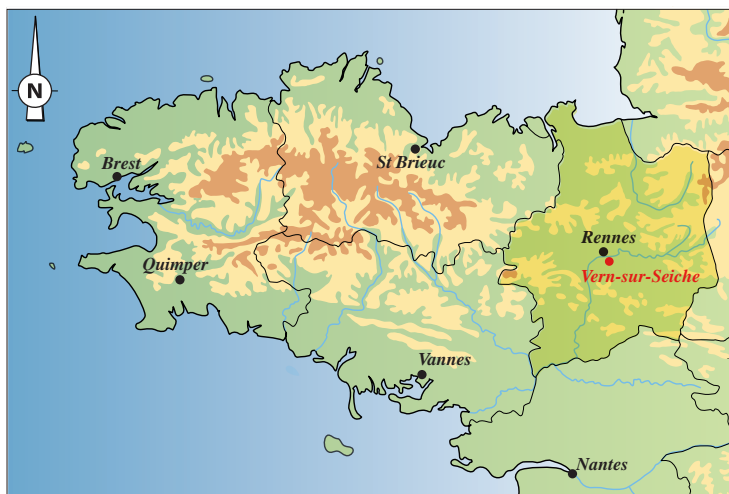 N
Brest
St Brieuc
Rennes
Vern-sur-Seiche
Quimper
Vannes
Nantes